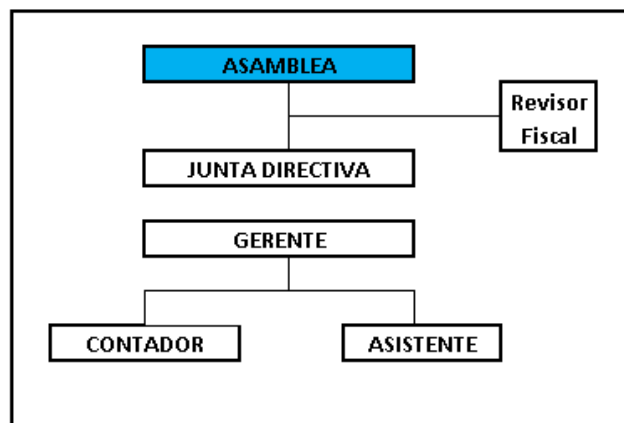 ASAMBLEA
Revisor
Fiscal
JUNTA DIRECTIVA
GERENTE
CONTADOR
ASISTENTE